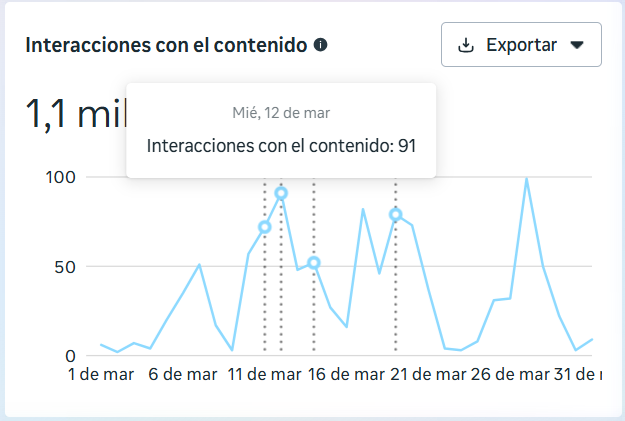 Interacciones con el contenido
Exportar
1,1 mil
Mié, 12 de mar
Interacciones con el contenido: 91
100
50
0
1 de mar 6 de mar 11 de mar 16 de mar 21 de mar 26 de mar 31 de